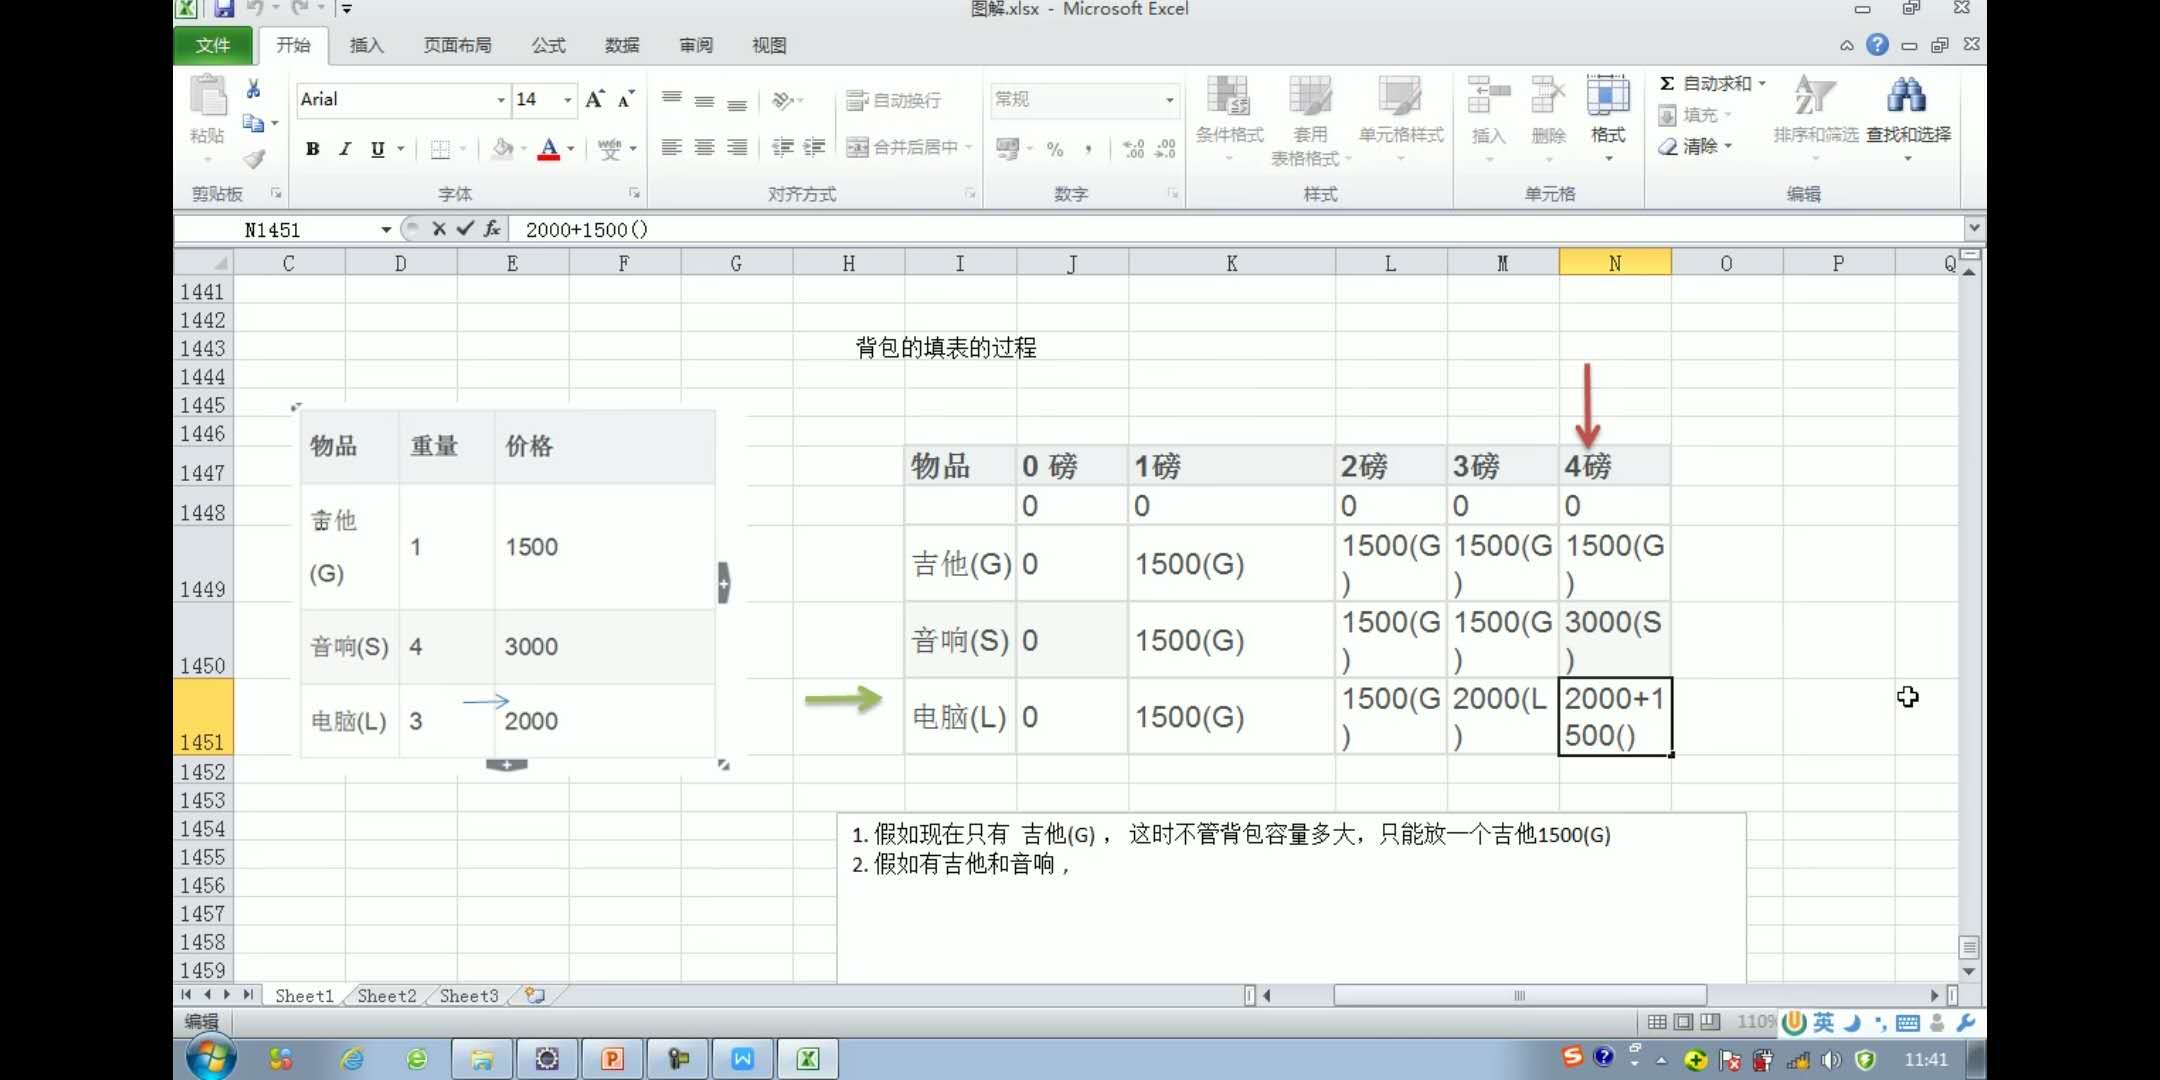 图解.xlsx - Microsoft Excel
文件 开始 插入 页面布局 公式 数据 审阅 视图
Arial 14 自动换行 常规 Σ 自动求和
粘贴 B I U A wén 文 合并后居中 % , 条件格式 套用 单元格样式 插入 删除 格式 填充 排序和筛选 查找和选择
表格格式 清除
剪贴板 字体 对齐方式 数字 样式 单元格 编辑
N1451 fx 2000+1500()
C D E F G H I J K L M N O P Q
1441
1442
1443 背包的填表的过程
1444
1445
1446
1447
1448
1449
1450
1451
1452
1453
1454
1455
1456
1457
1458
1459
物品 重量 价格
吉他
(G) 1 1500
音响(S) 4 3000
电脑(L) 3 2000
物品 0 磅 1磅 2磅 3磅 4磅
0 0 0 0 0
吉他(G) 0 1500(G) 1500(G) 1500(G) 1500(G)
音响(S) 0 1500(G) 1500(G) 1500(G) 3000(S)
电脑(L) 0 1500(G) 1500(G) 2000(L) 2000+1500()
1. 假如现在只有 吉他(G) ， 这时不管背包容量多大，只能放一个吉他1500(G)
2. 假如有吉他和音响，
Sheet1 Sheet2 Sheet3
编辑 110% 英
11:41